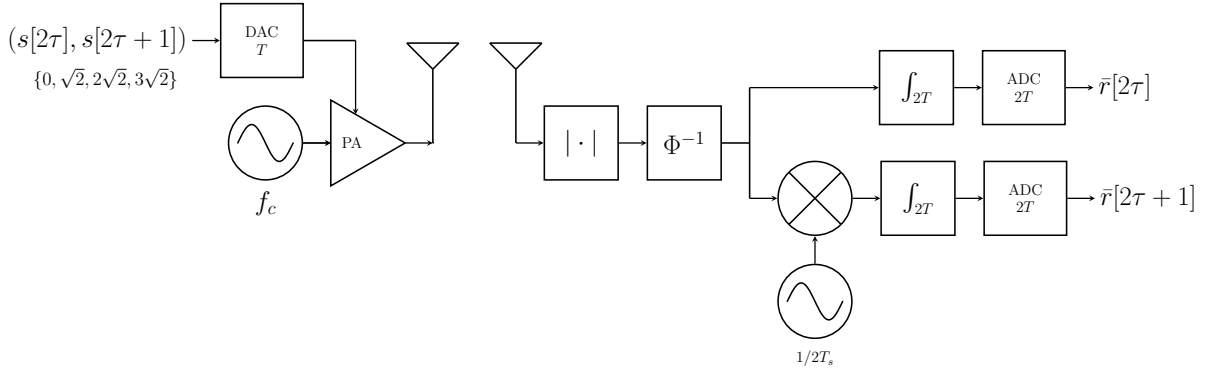 (s[2τ], s[2τ + 1])
{0, √2, 2√2, 3√2}
DAC
T
f_c
PA
| · |
Φ⁻¹
∫_{2T}
ADC
2T
r̄[2τ]
∫_{2T}
ADC
2T
r̄[2τ + 1]
1/2T_s